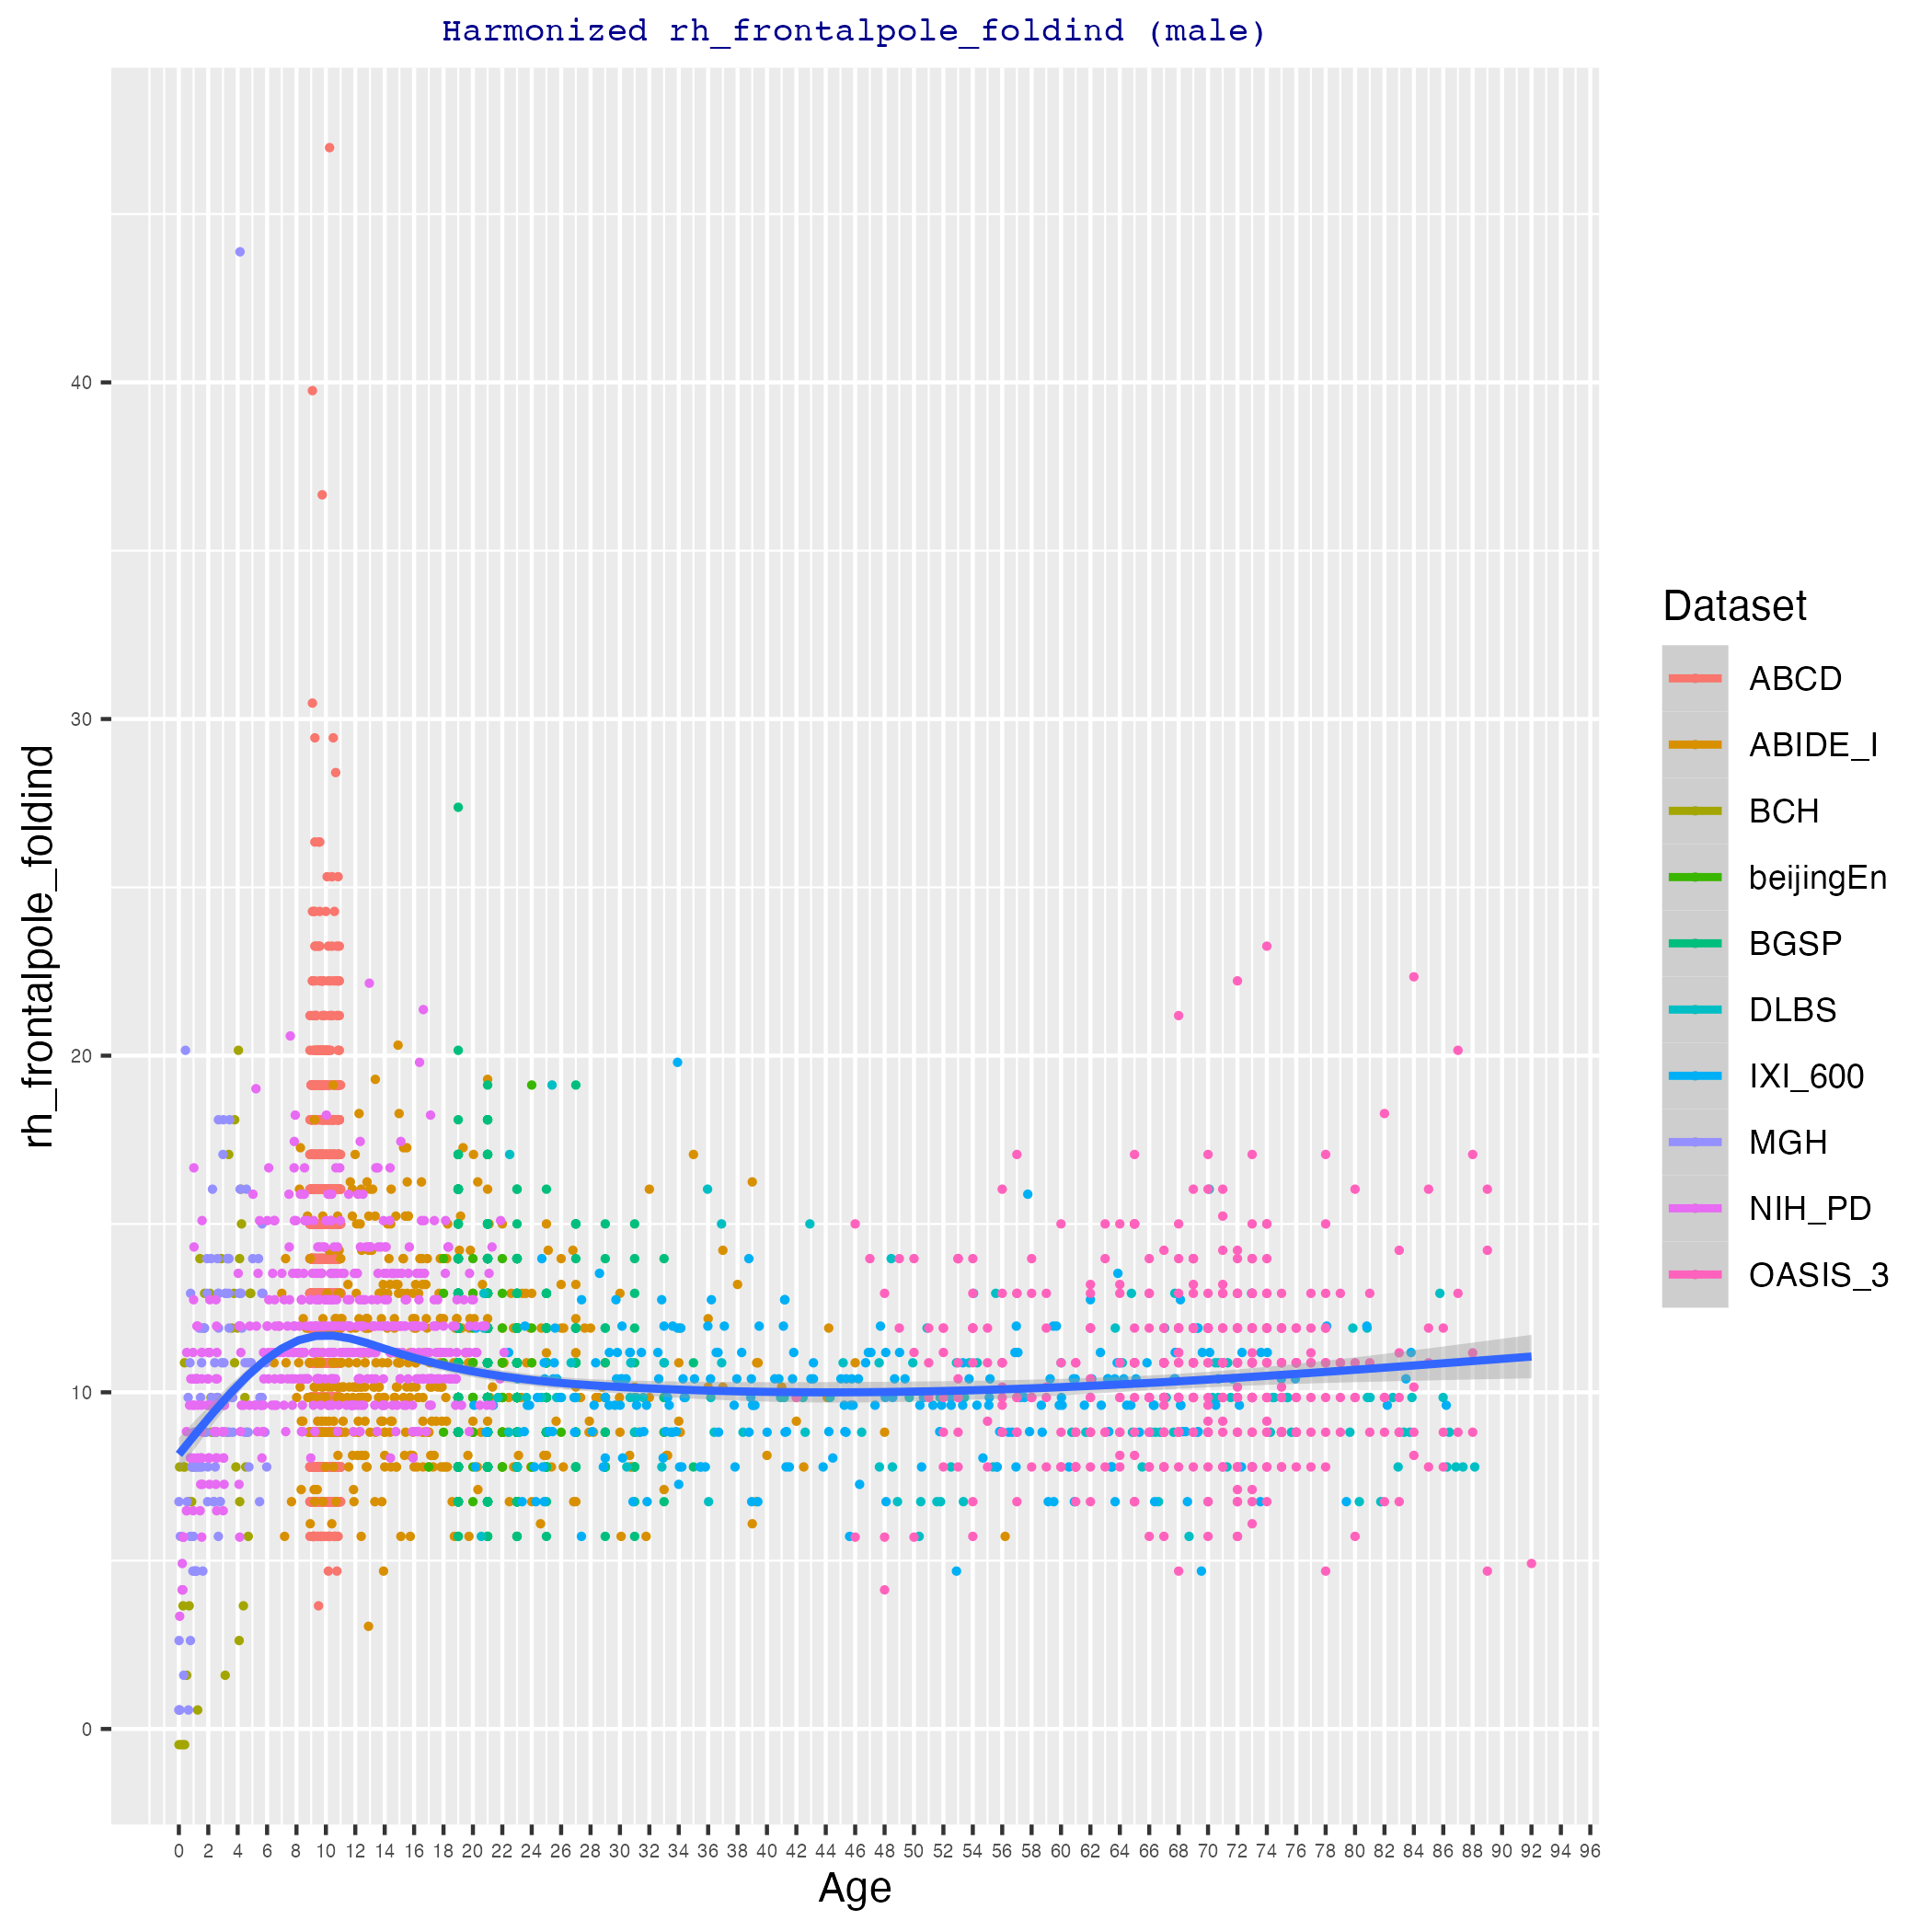 Harmonized rh_frontalpole_foldind (male)
rh_frontalpole_foldind
40
30
20
10
0
0 2 4 6 8 10 12 14 16 18 20 22 24 26 28 30 32 34 36 38 40 42 44 46 48 50 52 54 56 58 60 62 64 66 68 70 72 74 76 78 80 82 84 86 88 90 92 94 96
Age
Dataset
ABCD
ABIDE_I
BCH
beijingEn
BGSP
DLBS
IXI_600
MGH
NIH_PD
OASIS_3